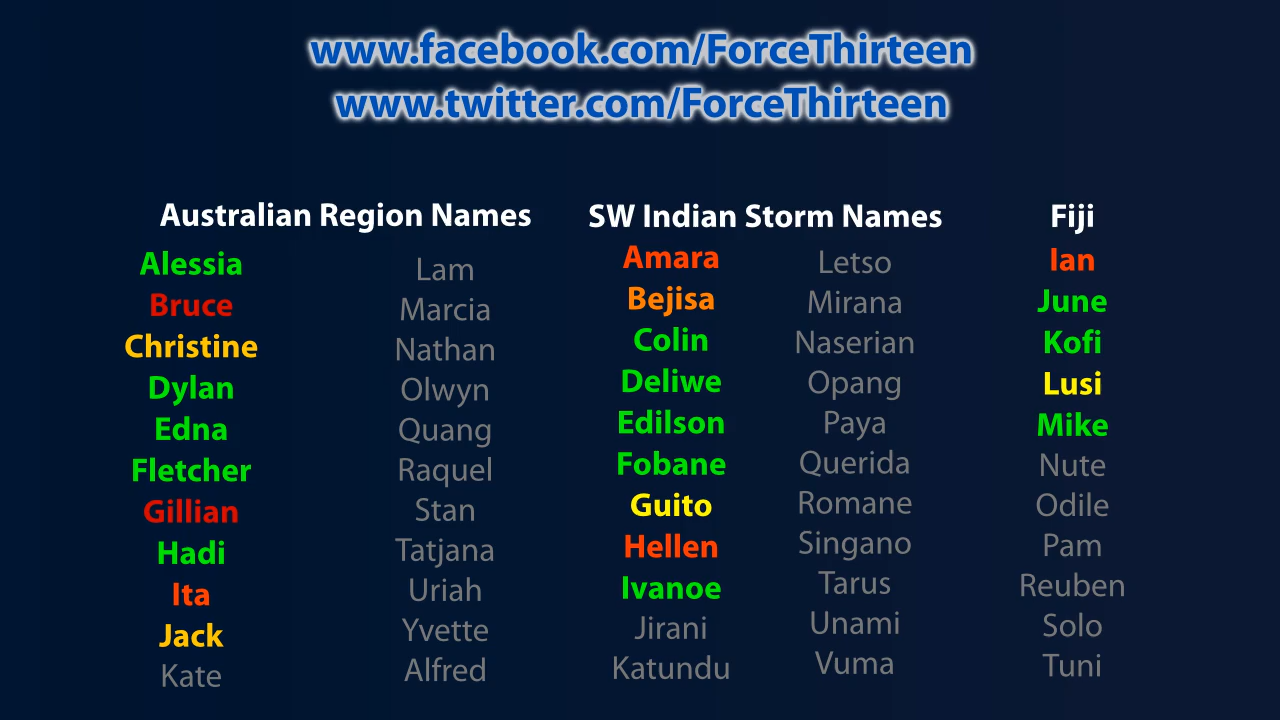 www.facebook.com/ForceThirteen
www.twitter.com/ForceThirteen
Australian Region Names
Alessia
Bruce
Christine
Dylan
Edna
Fletcher
Gillian
Hadi
Ita
Jack
Kate
Lam
Marcia
Nathan
Olwyn
Quang
Raquel
Stan
Tatjana
Uriah
Yvette
Alfred
SW Indian Storm Names
Amara
Bejisa
Colin
Deliwe
Edilson
Fobane
Guito
Hellen
Ivanoe
Jirani
Katundu
Letso
Mirana
Naserian
Opang
Paya
Querida
Romane
Singano
Tarus
Unami
Vuma
Fiji
Ian
June
Kofi
Lusi
Mike
Nute
Odile
Pam
Reuben
Solo
Tuni